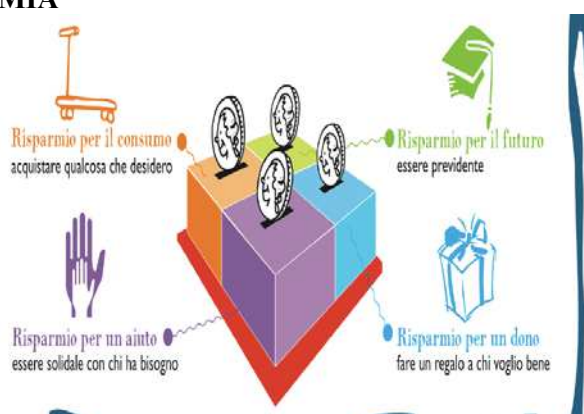 MIA
Risparmio per il consumo
acquistare qualcosa che desidero
Risparmio per il futuro
essere previdente
Risparmio per un aiuto
essere solidale con chi ha bisogno
Risparmio per un dono
fare un regalo a chi voglio bene